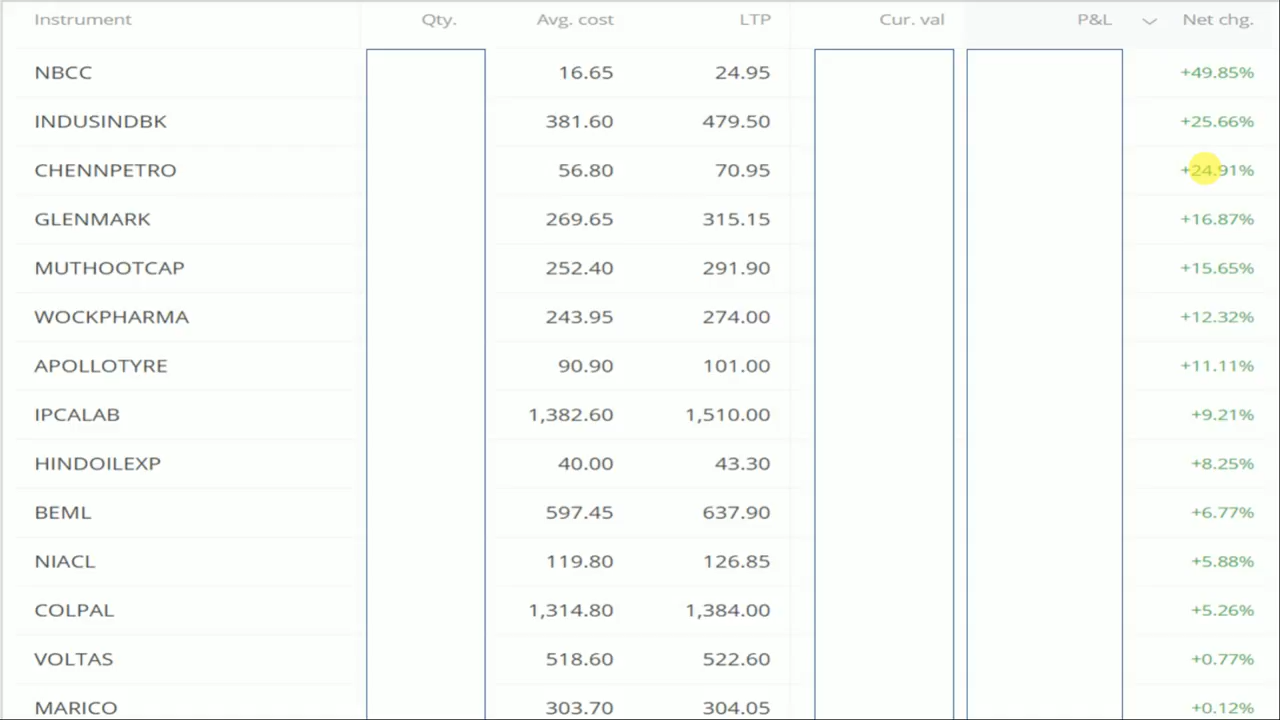 Instrument Qty. Avg. cost LTP Cur. val P&L Net chg.
NBCC 16.65 24.95 +49.85%
INDUSINDBK 381.60 479.50 +25.66%
CHENNPETRO 56.80 70.95 +24.91%
GLENMARK 269.65 315.15 +16.87%
MUTHOOTCAP 252.40 291.90 +15.65%
WOCKPHARMA 243.95 274.00 +12.32%
APOLLOTYRE 90.90 101.00 +11.11%
IPCALAB 1,382.60 1,510.00 +9.21%
HINDOILEXP 40.00 43.30 +8.25%
BEML 597.45 637.90 +6.77%
NIACL 119.80 126.85 +5.88%
COLPAL 1,314.80 1,384.00 +5.26%
VOLTAS 518.60 522.60 +0.77%
MARICO 303.70 304.05 +0.12%